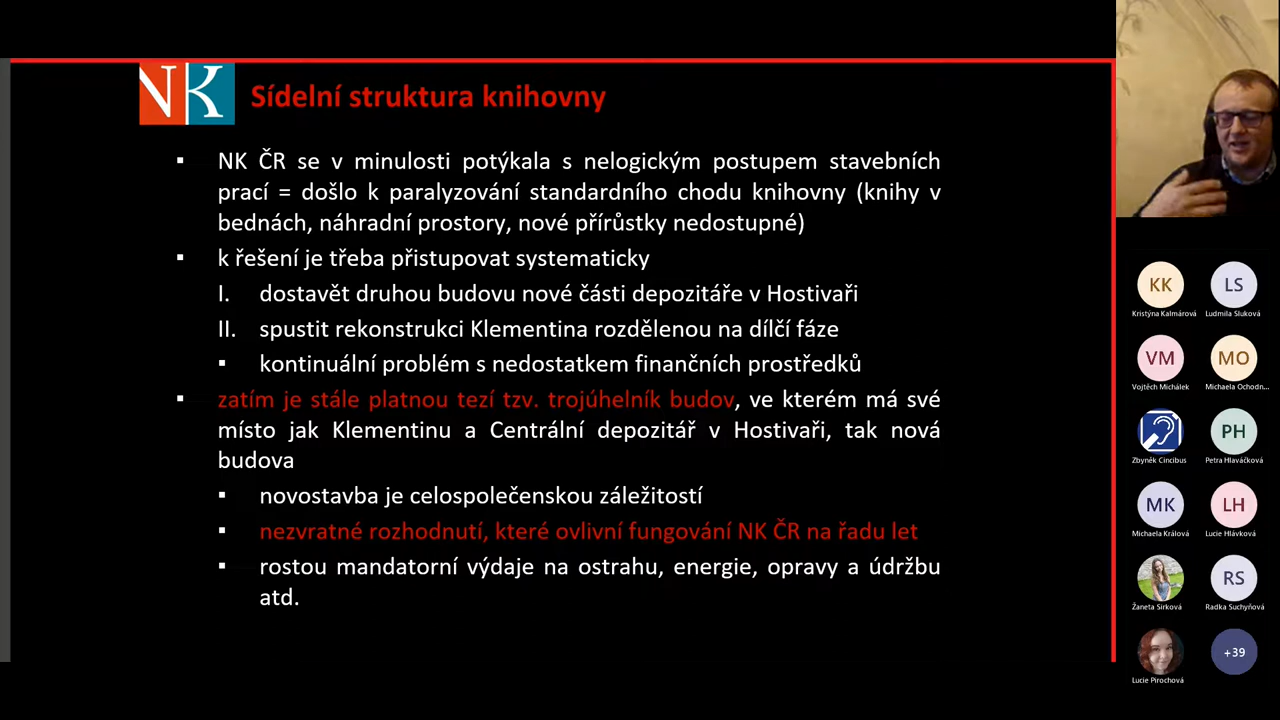 NK
Sídelní struktura knihovny
▪ NK ČR se v minulosti potýkala s nelogickým postupem stavebních
prací = došlo k paralyzování standardního chodu knihovny (knihy v
bednách, náhradní prostory, nové přírůstky nedostupné)
▪ k řešení je třeba přistupovat systematicky
I. dostavět druhou budovu nové části depozitáře v Hostivaři
II. spustit rekonstrukci Klementina rozdělenou na dílčí fáze
▪ kontinuální problém s nedostatkem finančních prostředků
▪ zatím je stále platnou tezí tzv. trojúhelník budov, ve kterém má své
místo jak Klementinu a Centrální depozitář v Hostivaři, tak nová
budova
▪ novostavba je celospolečenskou záležitostí
▪ nezvratné rozhodnutí, které ovlivní fungování NK ČR na řadu let
▪ rostou mandatorní výdaje na ostrahu, energie, opravy a údržbu
atd.
KK
Kristýna Kalmárová
LS
Ludmila Sluková
VM
Vojtěch Michálek
MO
Michaela Ochodn...
Zbyněk Cincibus
PH
Petra Hlaváčková
MK
Michaela Králová
LH
Lucie Hlávková
Žaneta Sirková
RS
Radka Suchyňová
Lucie Pirochová
+39